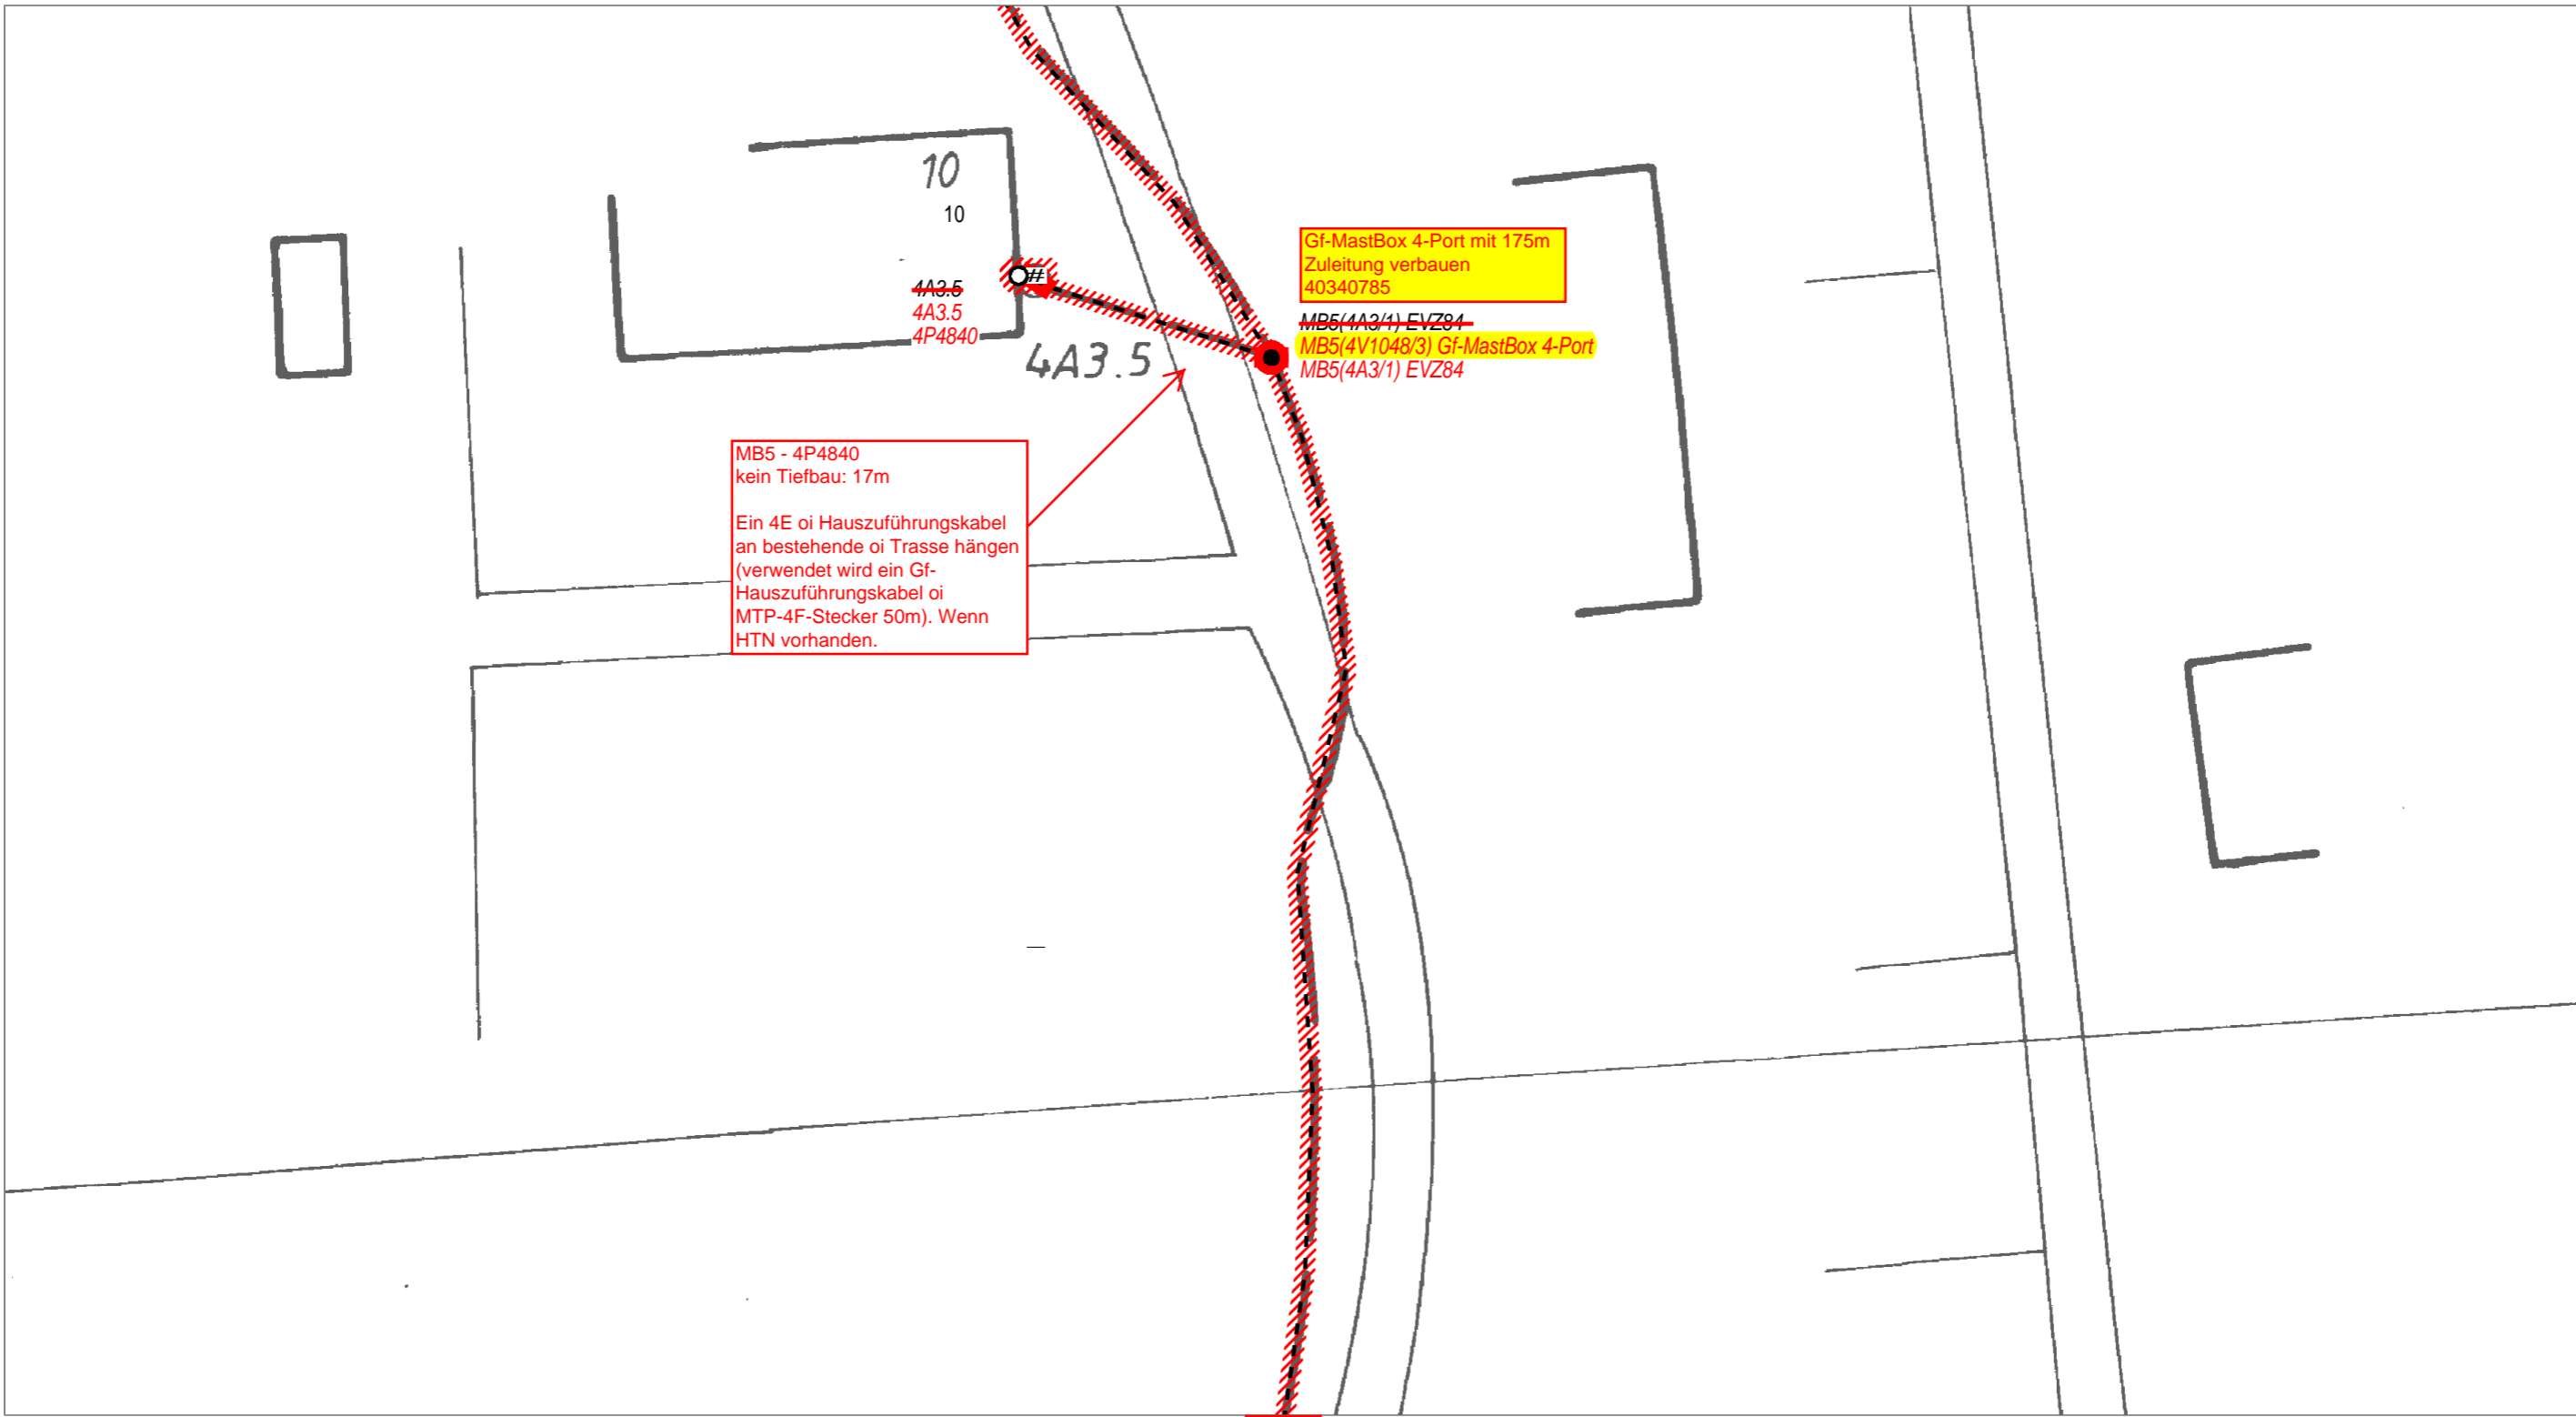 10
10
#
4A3.5
4A3.5
4P4840
4A3.5
Gf-MastBox 4-Port mit 175m
Zuleitung verbauen
40340785
MB5(4A3/1) EVZ84
MB5(4V1048/3) Gf-MastBox 4-Port
MB5(4A3/1) EVZ84
MB5 - 4P4840
kein Tiefbau: 17m
Ein 4E oi Hauszuführungskabel
an bestehende oi Trasse hängen
(verwendet wird ein Gf-
Hauszuführungskabel oi
MTP-4F-Stecker 50m). Wenn
HTN vorhanden.